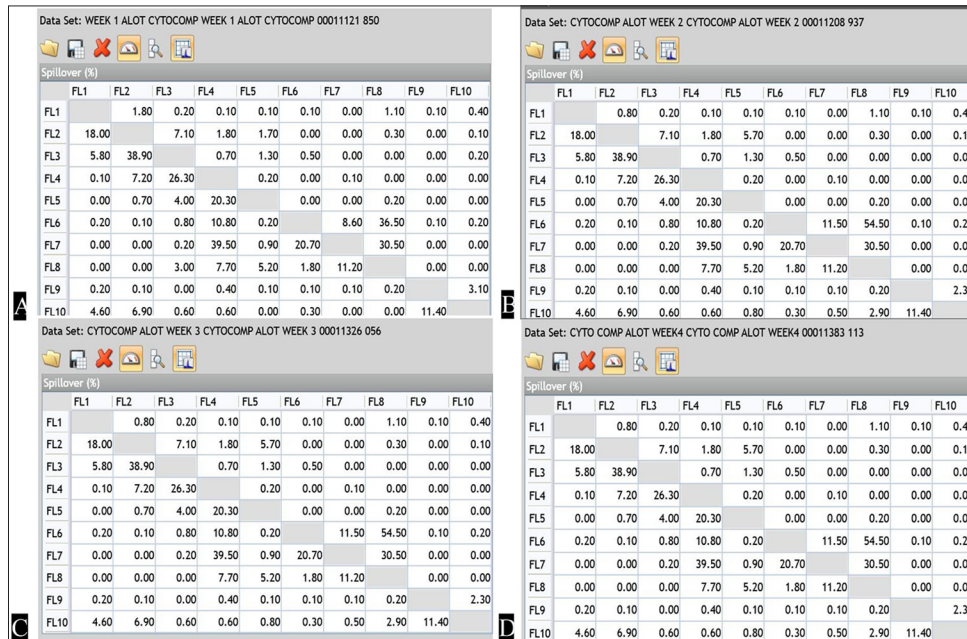 Data Set: WEEK 1 ALOT CYTOCOMP WEEK 1 ALOT CYTOCOMP 00011121 850
Spillover (%)
FL1 FL2 FL3 FL4 FL5 FL6 FL7 FL8 FL9 FL10
FL1 1.80 0.20 0.10 0.10 0.10 0.00 1.10 0.10 0.40
FL2 18.00 7.10 1.80 1.70 0.00 0.00 0.30 0.00 0.10
FL3 5.80 38.90 0.70 1.30 0.50 0.00 0.00 0.00 0.20
FL4 0.10 7.20 26.30 0.20 0.00 0.10 0.00 0.00 0.00
FL5 0.00 0.70 4.00 20.30 0.00 0.00 0.20 0.00 0.00
FL6 0.20 0.10 0.80 10.80 0.20 8.60 36.50 0.10 0.20
FL7 0.00 0.00 0.20 39.50 0.90 20.70 30.50 0.00 0.00
FL8 0.00 0.00 3.00 7.70 5.20 1.80 11.20 0.00 0.00
FL9 0.20 0.10 0.00 0.40 0.10 0.10 0.10 0.20 3.10
FL10 4.60 6.90 0.60 0.60 0.00 0.30 0.00 0.00 11.40
A
Data Set: CYTOCOMP ALOT WEEK 2 CYTOCOMP ALOT WEEK 2 00011208 937
Spillover (%)
FL1 FL2 FL3 FL4 FL5 FL6 FL7 FL8 FL9 FL10
FL1 0.80 0.20 0.10 0.10 0.10 0.00 1.10 0.10 0.4
FL2 18.00 7.10 1.80 5.70 0.00 0.00 0.30 0.00 0.1
FL3 5.80 38.90 0.70 1.30 0.50 0.00 0.00 0.00 0.0
FL4 0.10 7.20 26.30 0.20 0.00 0.10 0.00 0.00 0.0
FL5 0.00 0.70 4.00 20.30 0.00 0.00 0.20 0.00 0.0
FL6 0.20 0.10 0.80 10.80 0.20 11.50 54.50 0.10 0.2
FL7 0.00 0.00 0.20 39.50 0.90 20.70 30.50 0.00 0.0
FL8 0.00 0.00 0.00 7.70 5.20 1.80 11.20 0.00 0.0
FL9 0.20 0.10 0.00 0.40 0.10 0.10 0.10 0.20 2.3
FL10 4.60 6.90 0.60 0.60 0.80 0.30 0.50 2.90 11.40
B
Data Set: CYTOCOMP ALOT WEEK 3 CYTOCOMP ALOT WEEK 3 00011326 056
Spillover (%)
FL1 FL2 FL3 FL4 FL5 FL6 FL7 FL8 FL9 FL10
FL1 0.80 0.20 0.10 0.10 0.10 0.00 1.10 0.10 0.40
FL2 18.00 7.10 1.80 5.70 0.00 0.00 0.30 0.00 0.10
FL3 5.80 38.90 0.70 1.30 0.50 0.00 0.00 0.00 0.00
FL4 0.10 7.20 26.30 0.20 0.00 0.10 0.00 0.00 0.00
FL5 0.00 0.70 4.00 20.30 0.00 0.00 0.20 0.00 0.00
FL6 0.20 0.10 0.80 10.80 0.20 11.50 54.50 0.10 0.20
FL7 0.00 0.00 0.20 39.50 0.90 20.70 30.50 0.00 0.00
FL8 0.00 0.00 0.00 7.70 5.20 1.80 11.20 0.00 0.00
FL9 0.20 0.10 0.00 0.40 0.10 0.10 0.10 0.20 2.30
FL10 4.60 6.90 0.60 0.60 0.80 0.30 0.50 2.90 11.40
C
Data Set: CYTO COMP ALOT WEEK4 CYTO COMP ALOT WEEK4 00011383 113
Spillover (%)
FL1 FL2 FL3 FL4 FL5 FL6 FL7 FL8 FL9 FL10
FL1 0.80 0.20 0.10 0.10 0.10 0.00 1.10 0.10 0.4
FL2 18.00 7.10 1.80 5.70 0.00 0.00 0.30 0.00 0.1
FL3 5.80 38.90 0.70 1.30 0.50 0.00 0.00 0.00 0.0
FL4 0.10 7.20 26.30 0.20 0.00 0.10 0.00 0.00 0.0
FL5 0.00 0.70 4.00 20.30 0.00 0.00 0.20 0.00 0.0
FL6 0.20 0.10 0.80 10.80 0.20 11.50 54.50 0.10 0.2
FL7 0.00 0.00 0.20 39.50 0.90 20.70 30.50 0.00 0.0
FL8 0.00 0.00 0.00 7.70 5.20 1.80 11.20 0.00 0.0
FL9 0.20 0.10 0.00 0.40 0.10 0.10 0.10 0.20 2.3
FL10 4.60 6.90 0.60 0.60 0.80 0.30 0.50 2.90 11.40
D